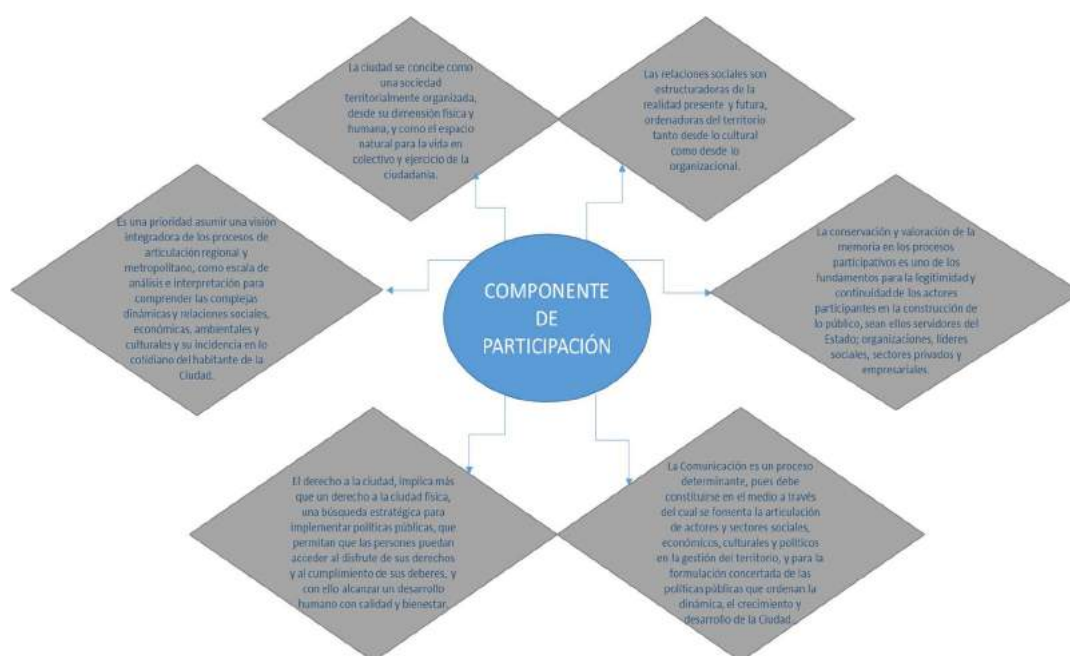 La ciudad se concibe como
una sociedad
territorialmente organizada,
desde su dimensión física y
humana, y como el espacio
natural para la vida en
colectivo y ejercicio de la
ciudadanía.
Las relaciones sociales son
estructuradoras de la
realidad presente y futura,
ordenadoras del territorio
tanto desde lo cultural
como desde lo
organizacional.
Es una prioridad asumir una visión
integradora de los procesos de
articulación regional y
metropolitano, como escala de
análisis e interpretación para
comprender las complejas
dinámicas y relaciones sociales,
económicas, ambientales y
culturales y su incidencia en lo
cotidiano del habitante de la
Ciudad.
COMPONENTE
DE
PARTICIPACIÓN
La conservación y valoración de la
memoria en los procesos
participativos es uno de los
fundamentos para la legitimidad y
continuidad de los actores
participantes en la construcción de
lo público, sean ellos servidores del
Estado; organizaciones, líderes
sociales, sectores privados y
empresariales.
El derecho a la ciudad, implica más
que un derecho a la ciudad física,
una búsqueda estratégica para
implementar políticas públicas, que
permitan que las personas puedan
acceder al disfrute de sus derechos
y al cumplimiento de sus deberes, y
con ello alcanzar un desarrollo
humano con calidad y bienestar.
La Comunicación es un proceso
determinante, pues debe
constituirse en el medio a través
del cual se fomenta la articulación
de actores y sectores sociales,
económicos, culturales y políticos
en la gestión del territorio, y para la
formulación concertada de las
políticas públicas que ordenan la
dinámica, el crecimiento y
desarrollo de la Ciudad.